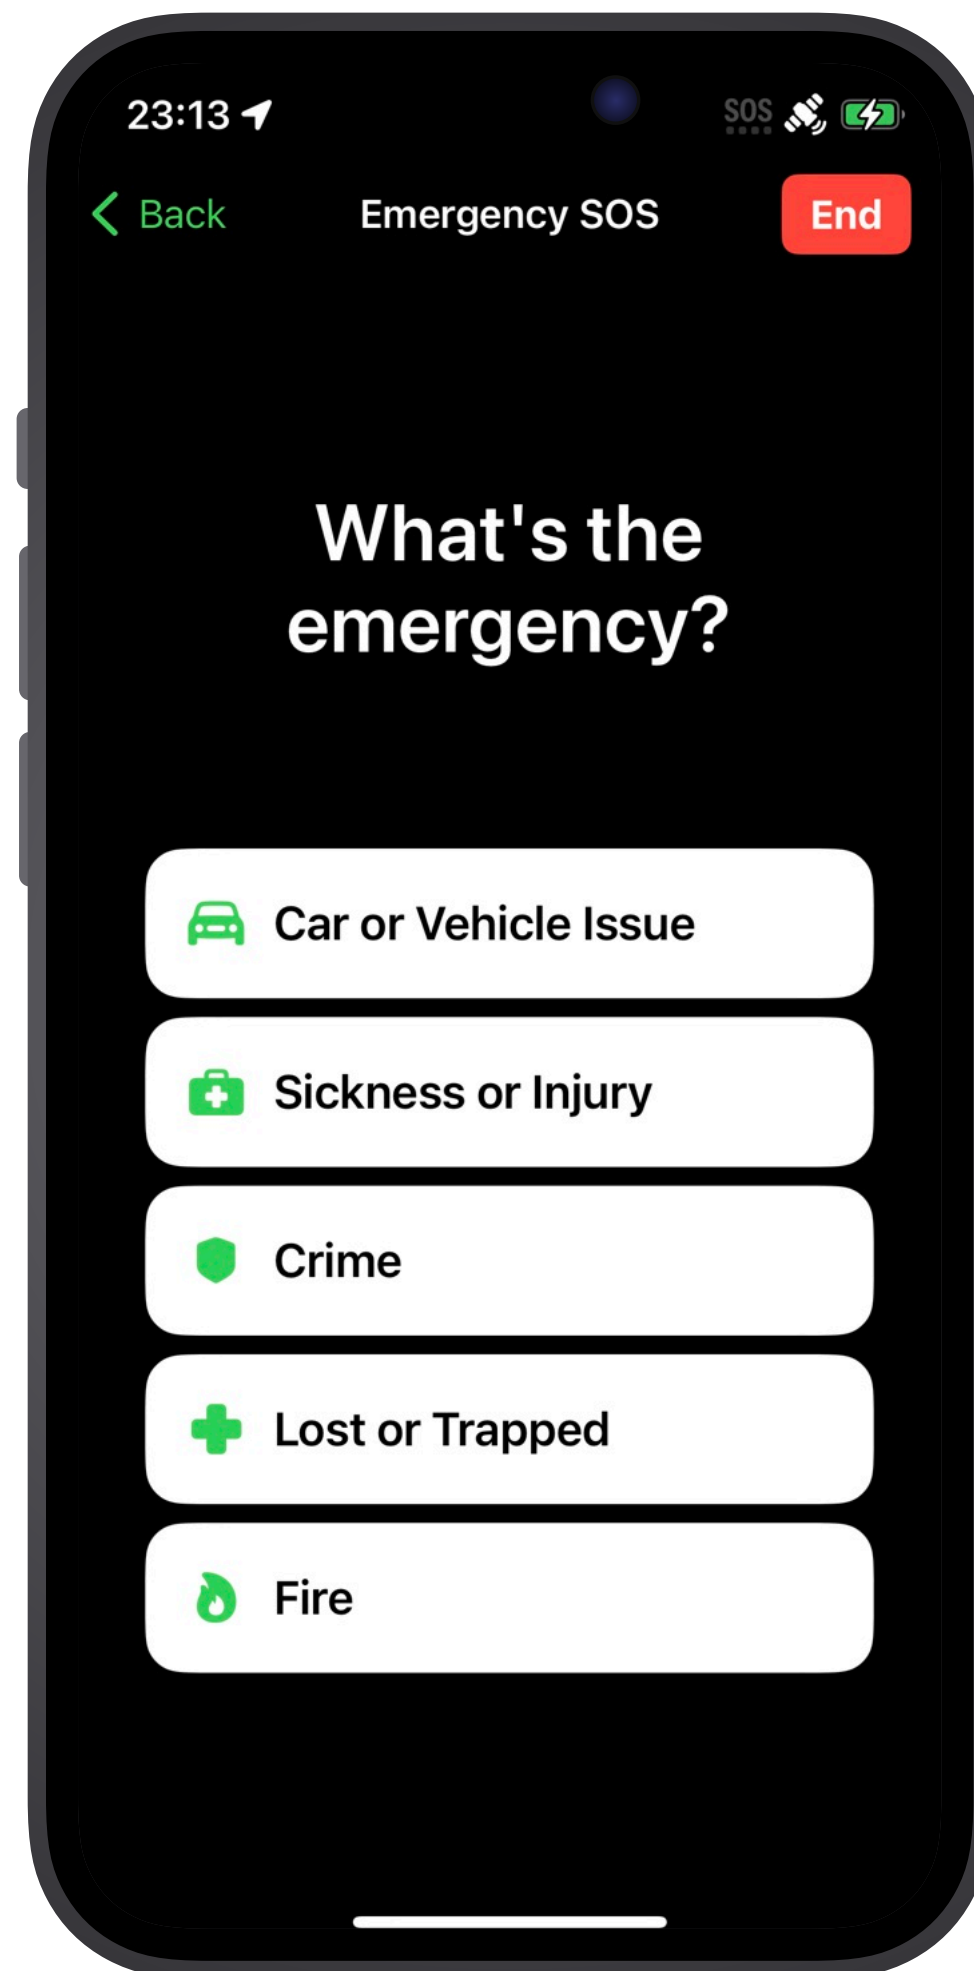 23:13
SOS
Back
Emergency SOS
End
What's the
emergency?
Car or Vehicle Issue
Sickness or Injury
Crime
Lost or Trapped
Fire